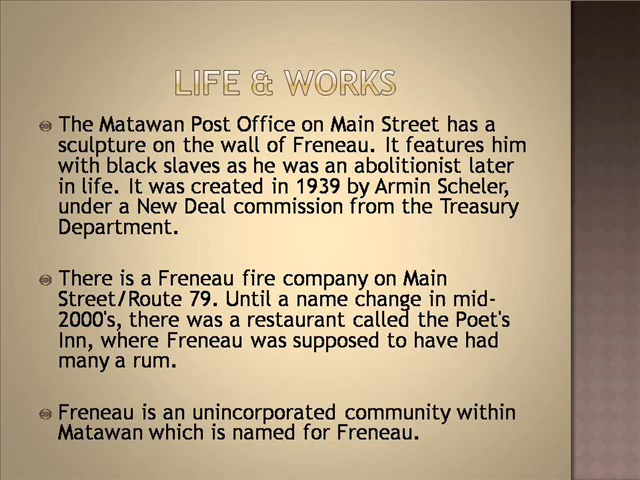 LIFE & WORKS
The Matawan Post Office on Main Street has a
sculpture on the wall of Freneau. It features him
with black slaves as he was an abolitionist later
in life. It was created in 1939 by Armin Scheler,
under a New Deal commission from the Treasury
Department.
There is a Freneau fire company on Main
Street/Route 79. Until a name change in mid-
2000's, there was a restaurant called the Poet's
Inn, where Freneau was supposed to have had
many a rum.
Freneau is an unincorporated community within
Matawan which is named for Freneau.